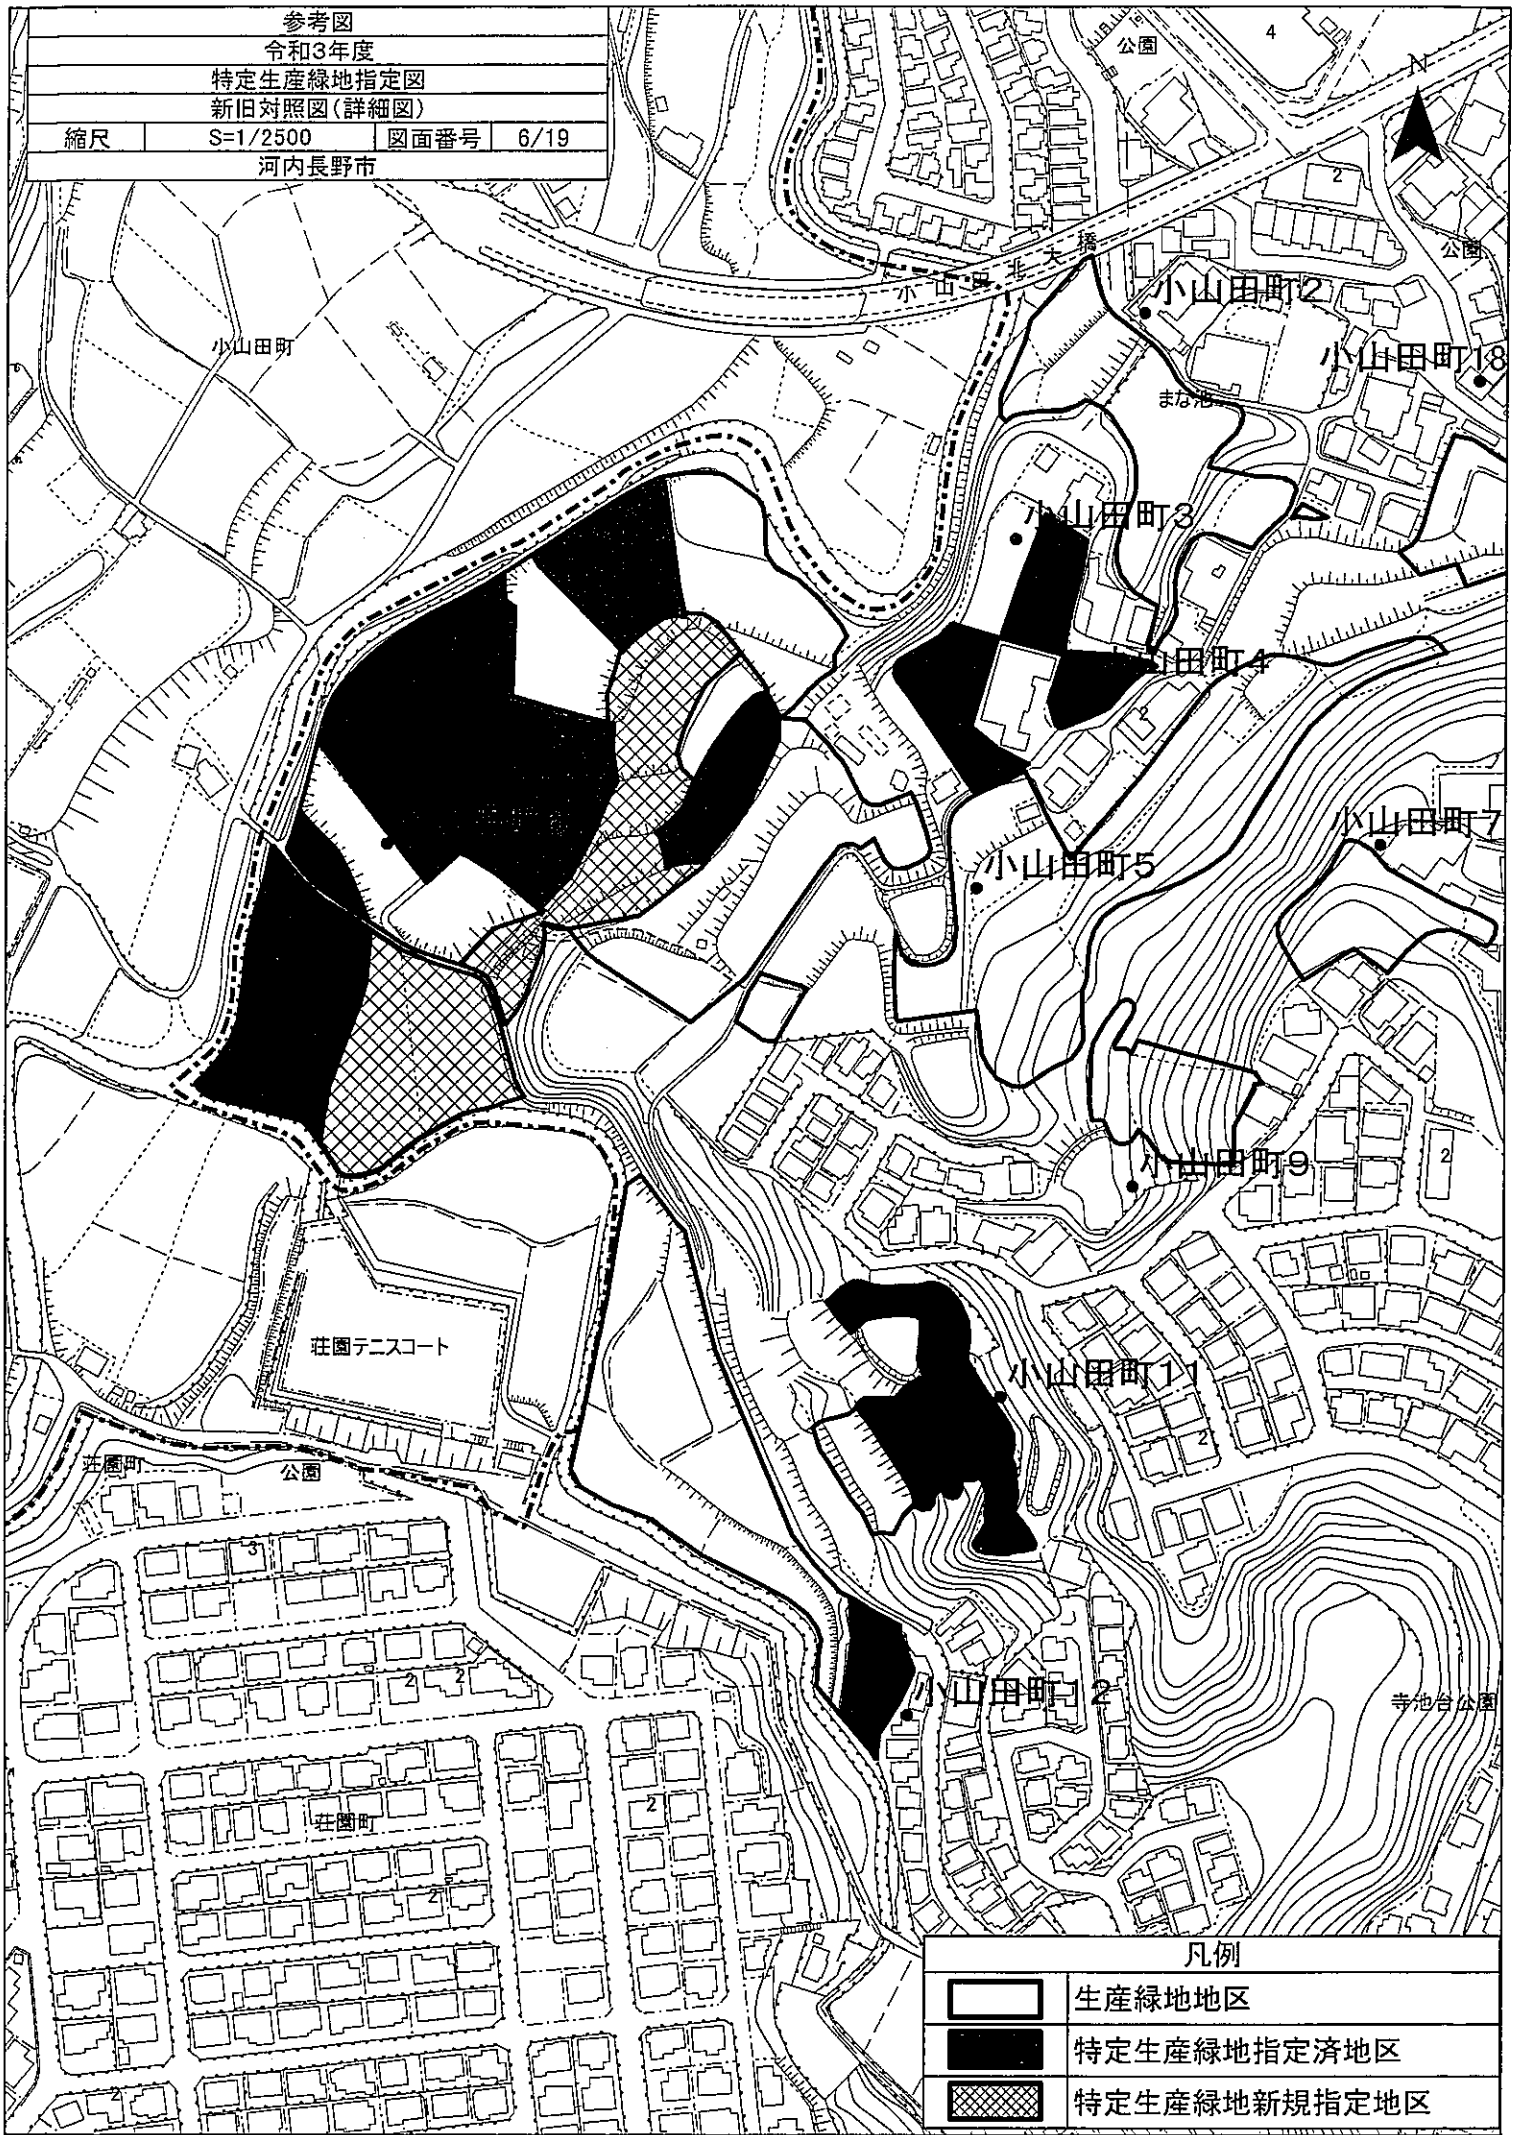 参考図
令和3年度
特定生産緑地指定図
新旧対照図(詳細図)
縮尺 S=1/2500 図面番号 6/19
河内長野市
公園
4
N
2
公園
小山田北大橋
小山田町2
小山田町
小山田町18
まな池
小山田町3
小山田町4
2
小山田町7
小山田町5
小山田町9
2
荘園テニスコート
小山田町11
2
荘園町
公園
3
2
2
小山田町12
寺池台公園
2
荘園町
2
2
凡例
生産緑地地区
特定生産緑地指定済地区
特定生産緑地新規指定地区